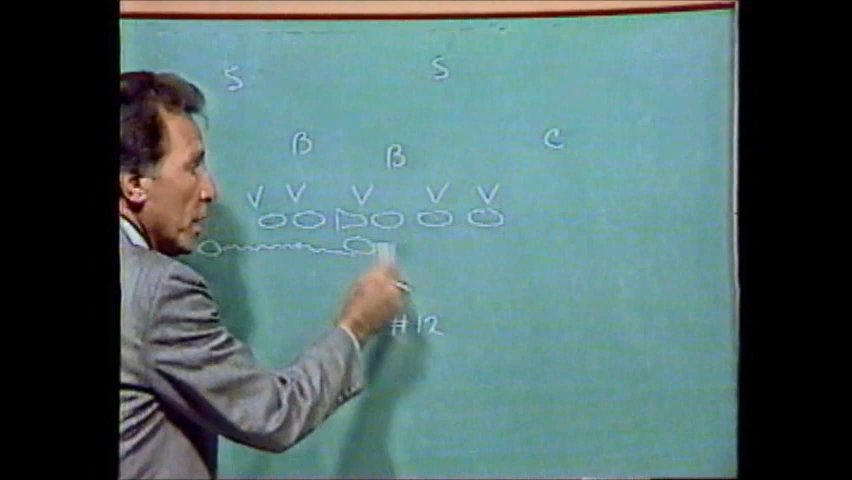 S S
B B C
V V V V V
#12